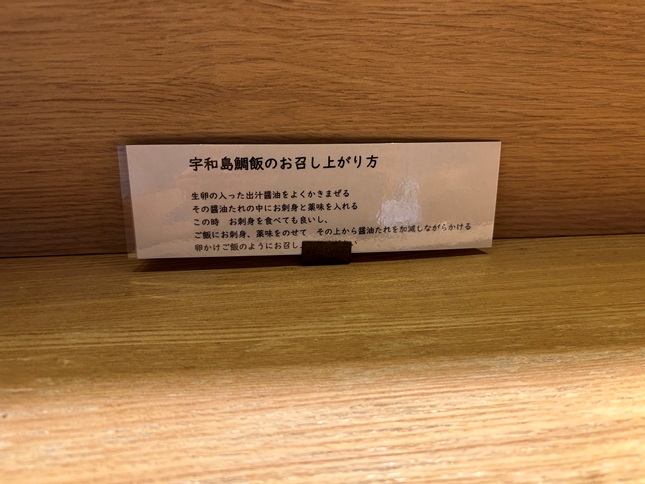 宇和島鯛飯のお召し上がり方
生卵の入った出汁醤油をよくかきまぜる
その醤油たれの中にお刺身と薬味を入れる
この時　お刺身を食べても良いし、
ご飯にお刺身、薬味をのせて　その上から醤油たれを加減しながらかける
卵かけご飯のようにお召し